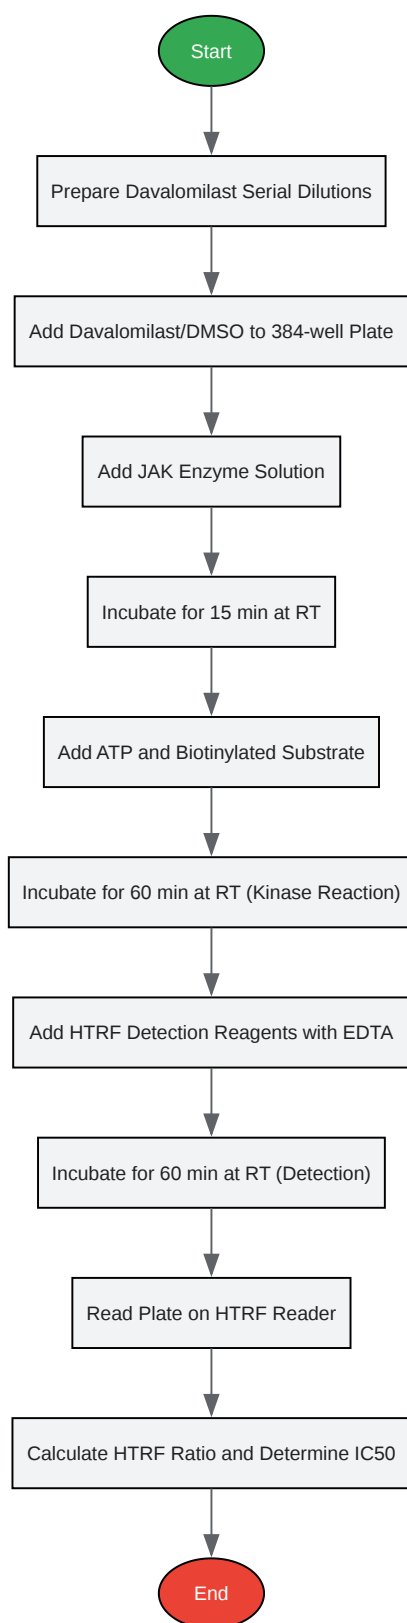 Start
Prepare Davalomilast Serial Dilutions
Add Davalomilast/DMSO to 384-well Plate
Add JAK Enzyme Solution
Incubate for 15 min at RT
Add ATP and Biotinylated Substrate
Incubate for 60 min at RT (Kinase Reaction)
Add HTRF Detection Reagents with EDTA
Incubate for 60 min at RT (Detection)
Read Plate on HTRF Reader
Calculate HTRF Ratio and Determine IC50
End